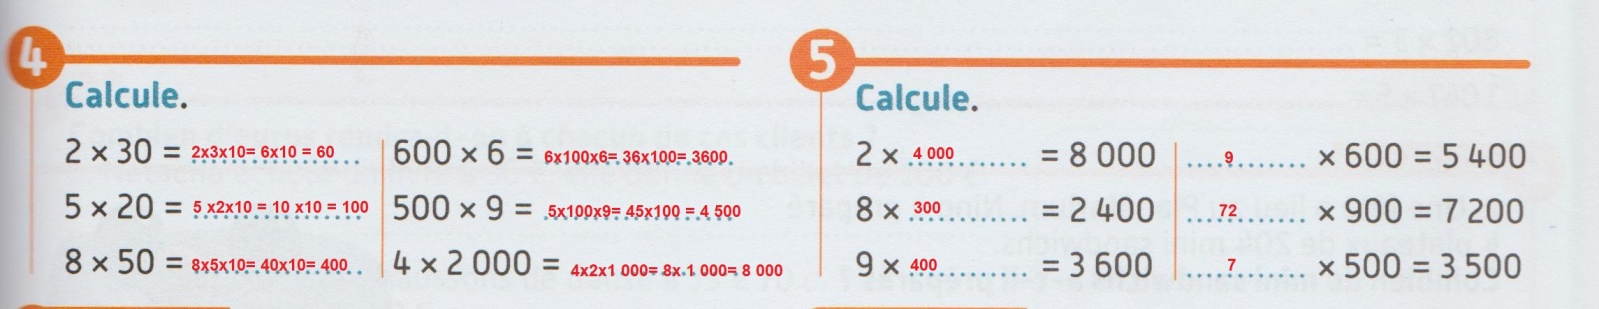 4
Calcule.
2 × 30 = 2x3x10= 6x10 = 60
5 × 20 = 5 x2x10 = 10 x10 = 100
8 × 50 = 8x5x10= 40x10= 400
600 × 6 = 6x100x6= 36x100= 3600
500 × 9 = 5x100x9= 45x100 = 4 500
4 × 2 000 = 4x2x1 000= 8x 1 000= 8 000
5
Calcule.
2 × 4 000 = 8 000
8 × 300 = 2 400
9 × 400 = 3 600
9 × 600 = 5 400
72 × 900 = 7 200
7 × 500 = 3 500